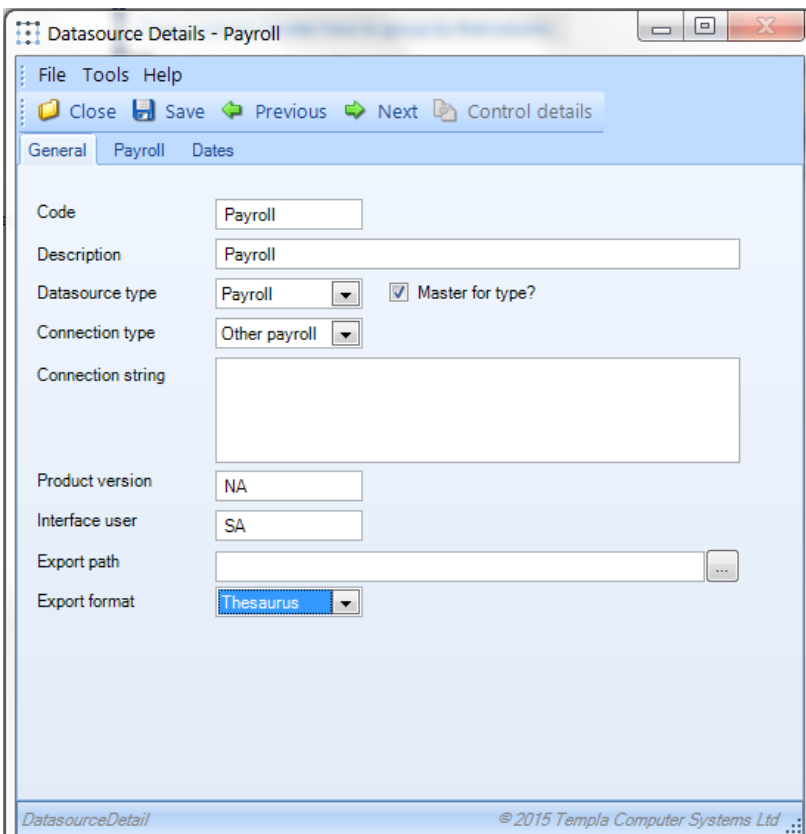 Datasource Details - Payroll
File Tools Help
Close Save Previous Next Control details
General Payroll Dates
Code Payroll
Description Payroll
Datasource type Payroll Master for type?
Connection type Other payroll
Connection string
Product version NA
Interface user SA
Export path ...
Export format Thesaurus
DatasourceDetail © 2015 Templa Computer Systems Ltd